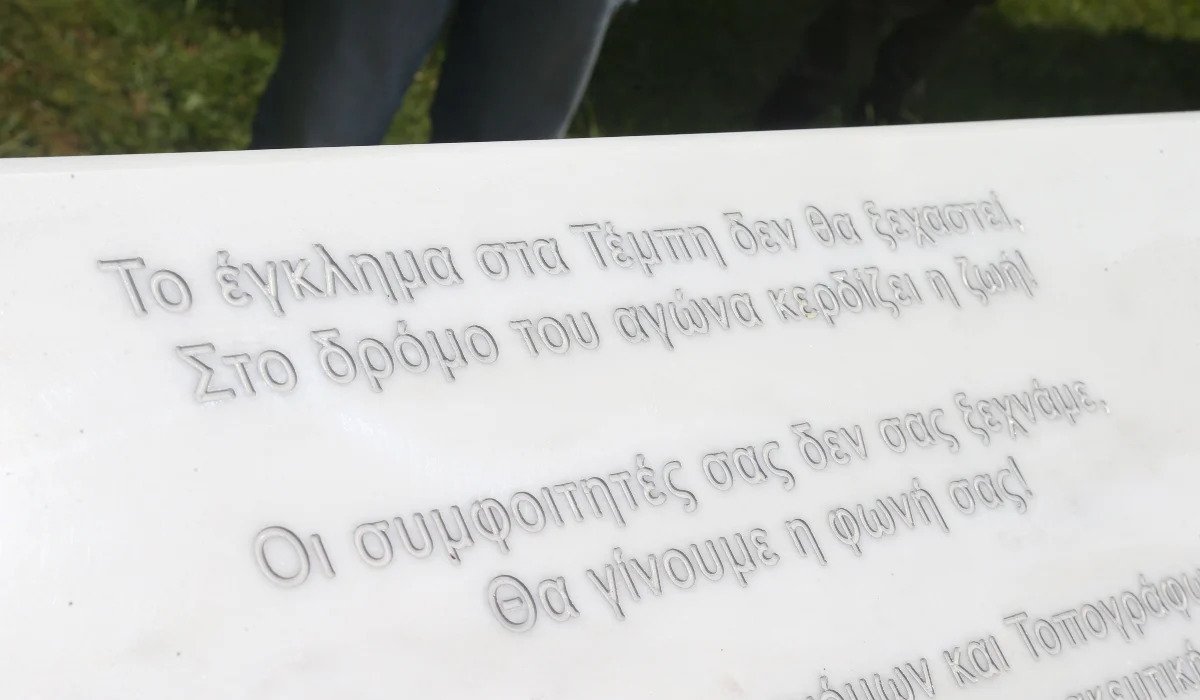 Το έγκλημα στα Τέμπη δεν θα ξεχαστεί,
Στο δρόμο του αγώνα κερδίζει η ζωή!
Οι συμφοιτητές σας δεν σας ξεχνάμε,
Θα γίνουμε η φωνή σας!
και